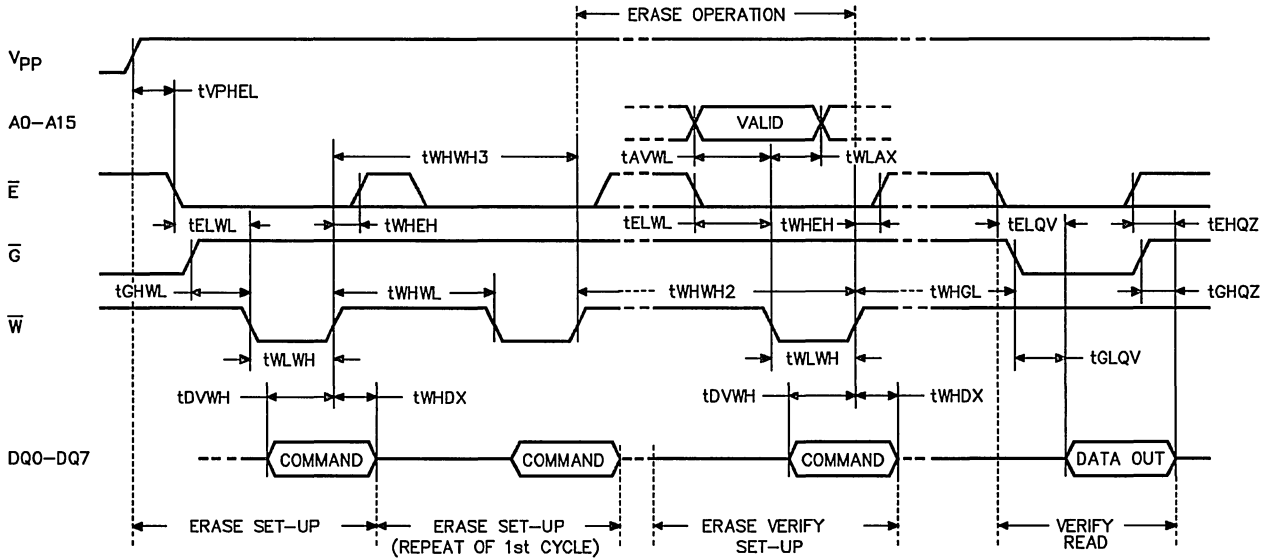 ERASE OPERATION
VPP
tVPHEL
A0-A15
VALID
tWHWH3
tAVWL
tWLAX
E
tELWL
tWHEH
tELWL
tWHEH
tELQV
tEHQZ
G
tGHWL
tWHWL
tWHWH2
tWHGL
tGHQZ
W
tWLWH
tWLWH
tGLQV
tDVWH
tWHDX
tDVWH
tWHDX
DQ0-DQ7
COMMAND
COMMAND
COMMAND
DATA OUT
ERASE SET-UP
ERASE SET-UP
(REPEAT OF 1st CYCLE)
ERASE VERIFY
SET-UP
VERIFY
READ